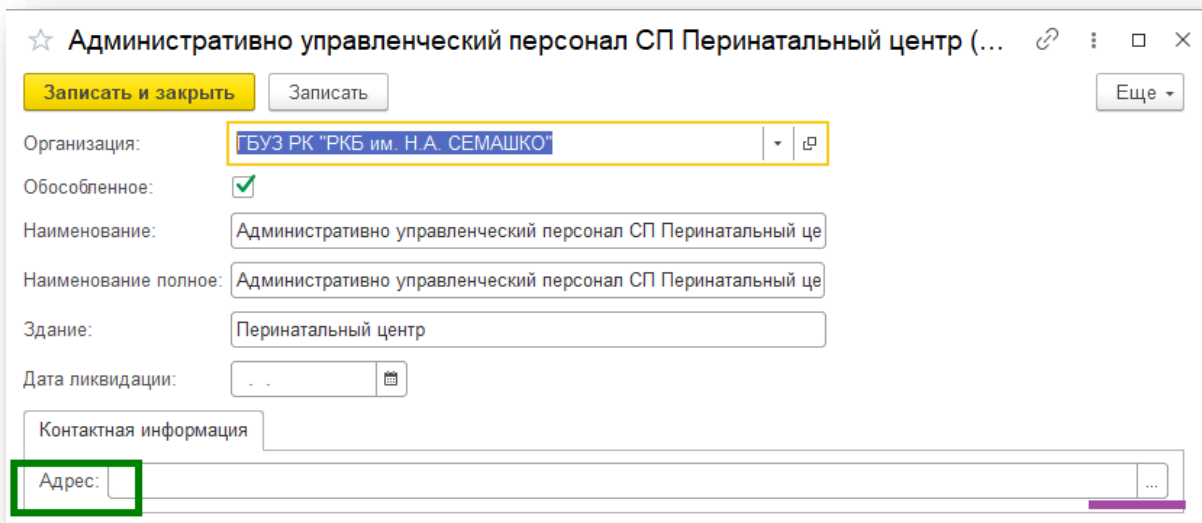 Административно управленческий персонал СП Перинатальный центр (...
Записать и закрыть Записать Еще
Организация: ГБУЗ РК "РКБ им. Н.А. СЕМАШКО"
Обособленное:
Наименование: Административно управленческий персонал СП Перинатальный це
Наименование полное: Административно управленческий персонал СП Перинатальный це
Здание: Перинатальный центр
Дата ликвидации: . .
Контактная информация
Адрес: ...